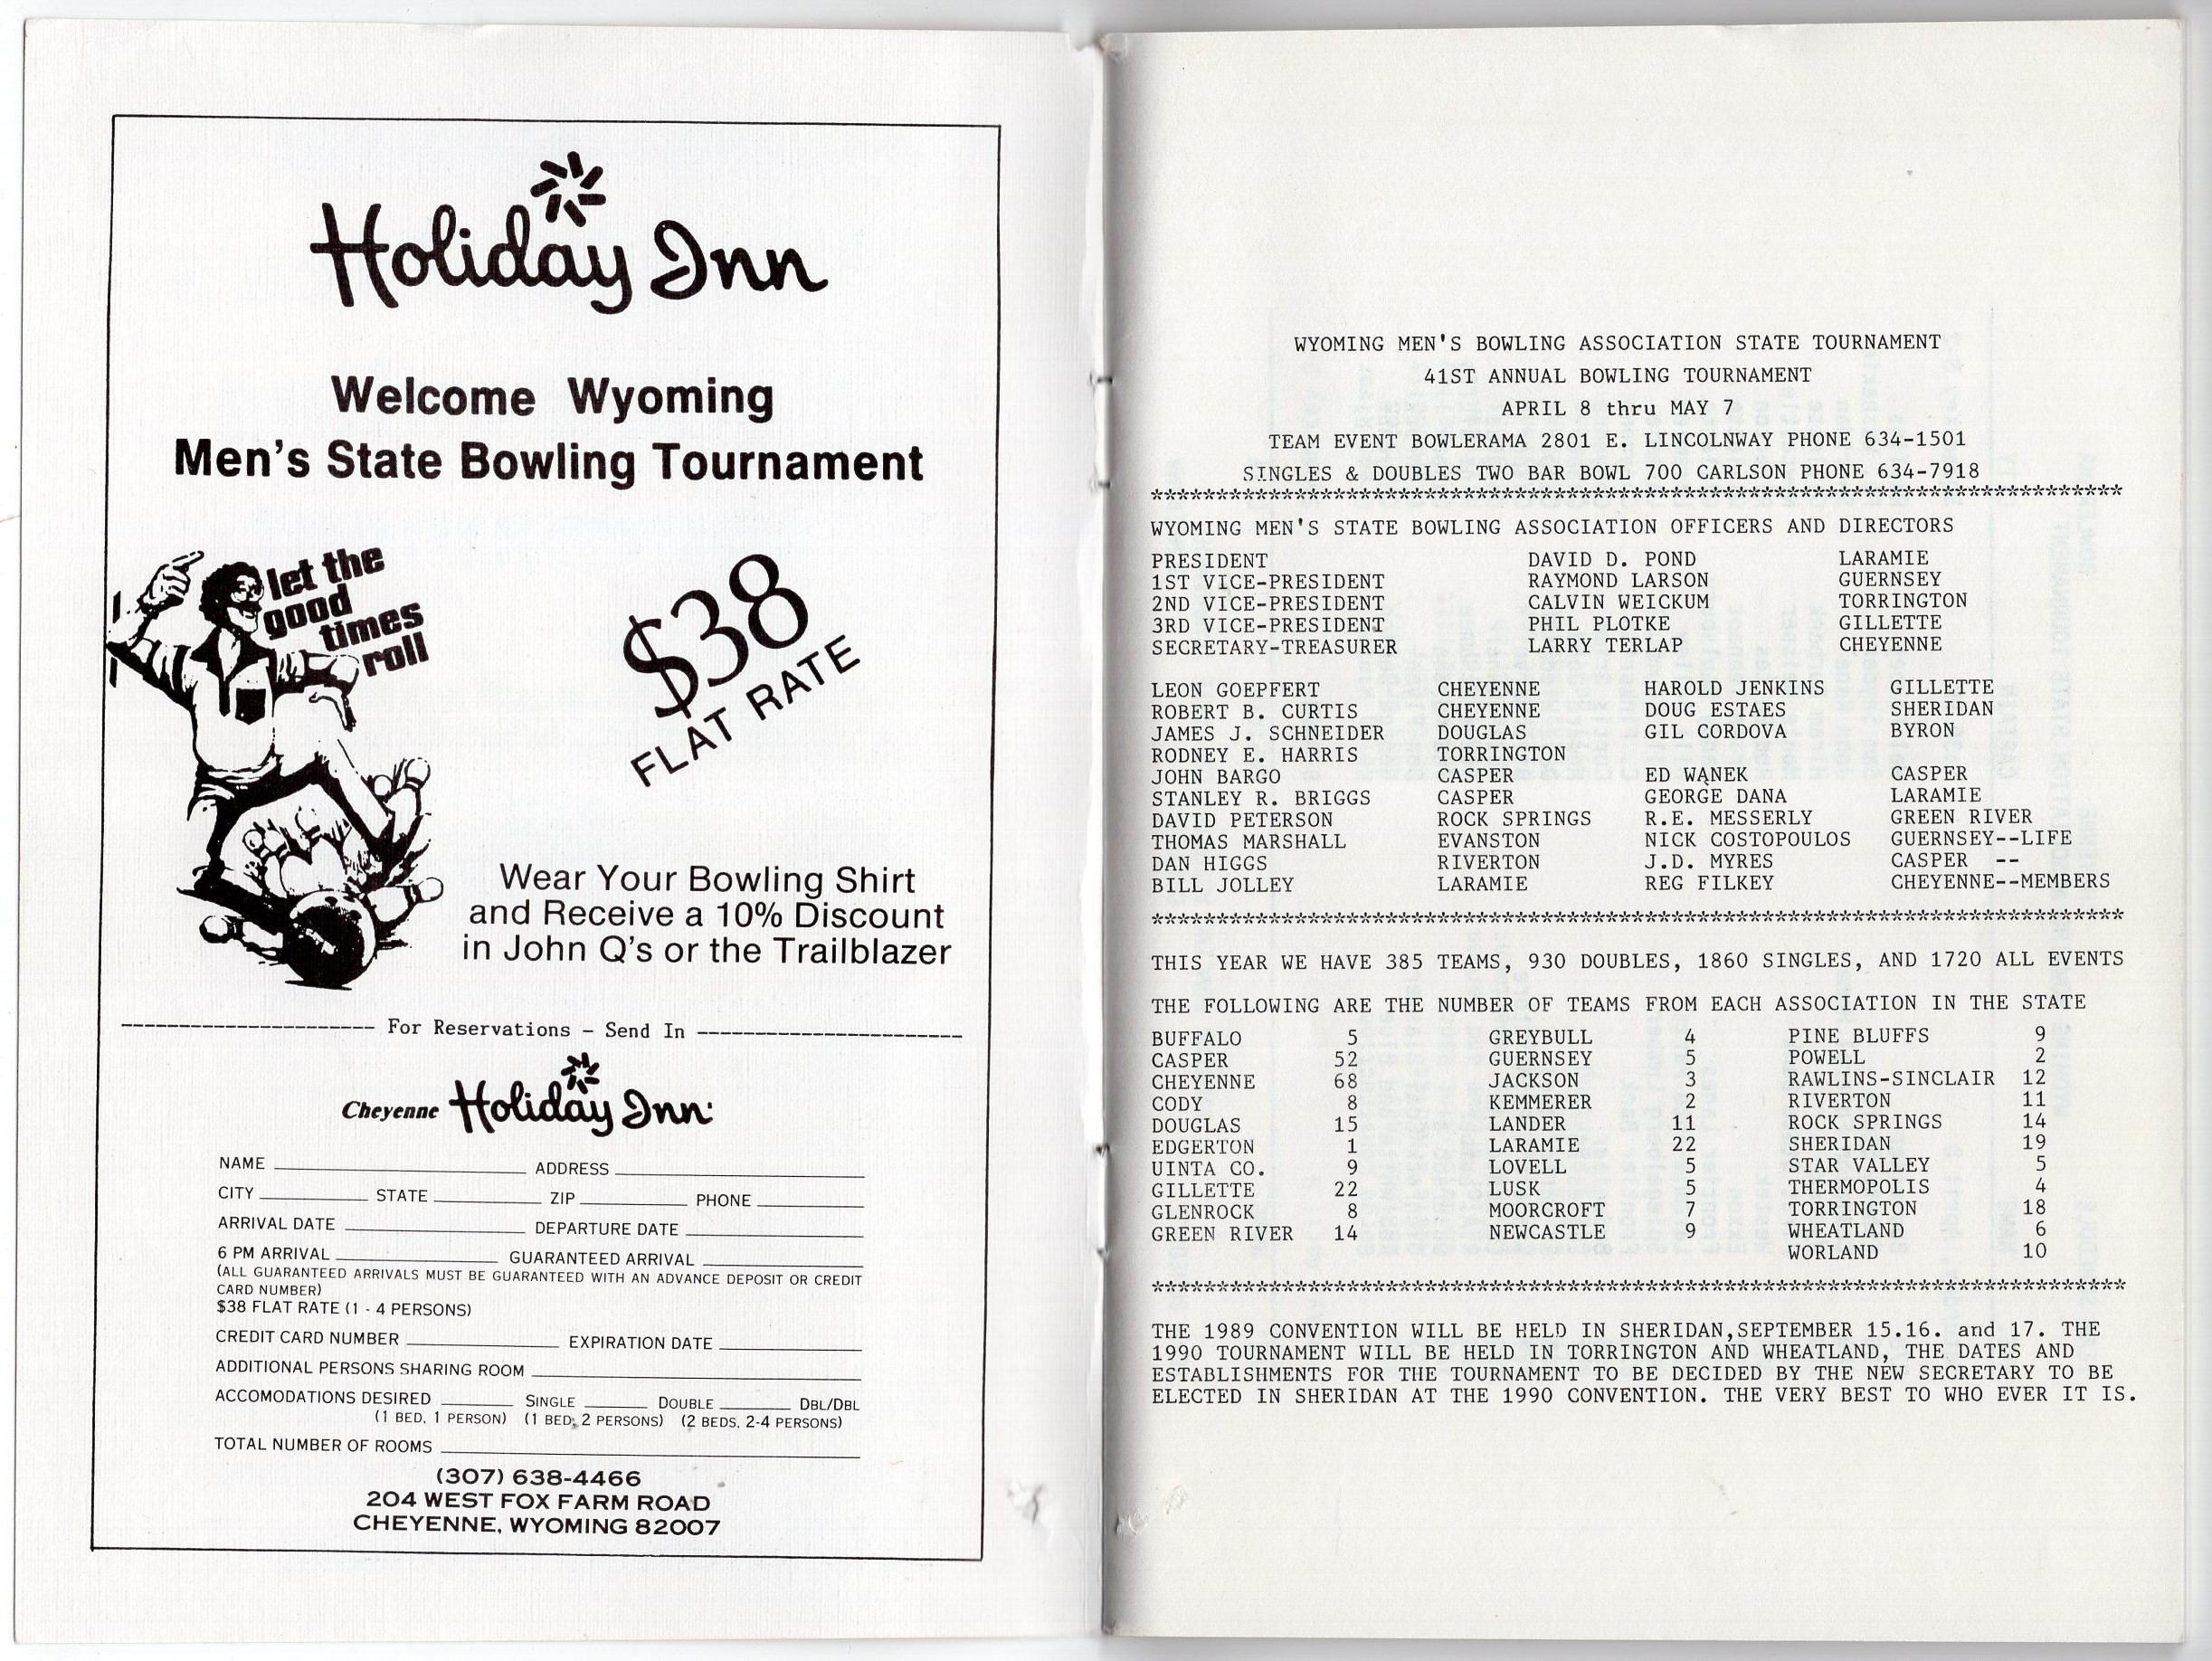 Holiday Inn
Welcome Wyoming
Men's State Bowling Tournament
let the
good
times
roll
$38
FLAT RATE
Wear Your Bowling Shirt
and Receive a 10% Discount
in John Q's or the Trailblazer
For Reservations – Send In
Cheyenne Holiday Inn
NAME ADDRESS
CITY STATE ZIP PHONE
ARRIVAL DATE DEPARTURE DATE
6 PM ARRIVAL GUARANTEED ARRIVAL
(ALL GUARANTEED ARRIVALS MUST BE GUARANTEED WITH AN ADVANCE DEPOSIT OR CREDIT
CARD NUMBER)
$38 FLAT RATE (1 - 4 PERSONS)
CREDIT CARD NUMBER EXPIRATION DATE
ADDITIONAL PERSONS SHARING ROOM
ACCOMODATIONS DESIRED SINGLE DOUBLE DBL/DBL
(1 BED, 1 PERSON) (1 BED, 2 PERSONS) (2 BEDS, 2-4 PERSONS)
TOTAL NUMBER OF ROOMS
(307) 638-4466
204 WEST FOX FARM ROAD
CHEYENNE, WYOMING 82007
WYOMING MEN'S BOWLING ASSOCIATION STATE TOURNAMENT
41ST ANNUAL BOWLING TOURNAMENT
APRIL 8 thru MAY 7
TEAM EVENT BOWLERAMA 2801 E. LINCOLNWAY PHONE 634-1501
SINGLES & DOUBLES TWO BAR BOWL 700 CARLSON PHONE 634-7918
***************************************************************************
WYOMING MEN'S STATE BOWLING ASSOCIATION OFFICERS AND DIRECTORS
PRESIDENT DAVID D. POND LARAMIE
1ST VICE-PRESIDENT RAYMOND LARSON GUERNSEY
2ND VICE-PRESIDENT CALVIN WEICKUM TORRINGTON
3RD VICE-PRESIDENT PHIL PLOTKE GILLETTE
SECRETARY-TREASURER LARRY TERLAP CHEYENNE
LEON GOEPFERT CHEYENNE HAROLD JENKINS GILLETTE
ROBERT B. CURTIS CHEYENNE DOUG ESTAES SHERIDAN
JAMES J. SCHNEIDER DOUGLAS GIL CORDOVA BYRON
RODNEY E. HARRIS TORRINGTON
JOHN BARGO CASPER ED WANEK CASPER
STANLEY R. BRIGGS CASPER GEORGE DANA LARAMIE
DAVID PETERSON ROCK SPRINGS R.E. MESSERLY GREEN RIVER
THOMAS MARSHALL EVANSTON NICK COSTOPOULOS GUERNSEY--LIFE
DAN HIGGS RIVERTON J.D. MYRES CASPER --
BILL JOLLEY LARAMIE REG FILKEY CHEYENNE--MEMBERS
***************************************************************************
THIS YEAR WE HAVE 385 TEAMS, 930 DOUBLES, 1860 SINGLES, AND 1720 ALL EVENTS
THE FOLLOWING ARE THE NUMBER OF TEAMS FROM EACH ASSOCIATION IN THE STATE
BUFFALO 5 GREYBULL 4 PINE BLUFFS 9
CASPER 52 GUERNSEY 5 POWELL 2
CHEYENNE 68 JACKSON 3 RAWLINS-SINCLAIR 12
CODY 8 KEMMERER 2 RIVERTON 11
DOUGLAS 15 LANDER 11 ROCK SPRINGS 14
EDGERTON 1 LARAMIE 22 SHERIDAN 19
UINTA CO. 9 LOVELL 5 STAR VALLEY 5
GILLETTE 22 LUSK 5 THERMOPOLIS 4
GLENROCK 8 MOORCROFT 7 TORRINGTON 18
GREEN RIVER 14 NEWCASTLE 9 WHEATLAND 6
WORLAND 10
***************************************************************************
THE 1989 CONVENTION WILL BE HELD IN SHERIDAN,SEPTEMBER 15.16. and 17. THE
1990 TOURNAMENT WILL BE HELD IN TORRINGTON AND WHEATLAND, THE DATES AND
ESTABLISHMENTS FOR THE TOURNAMENT TO BE DECIDED BY THE NEW SECRETARY TO BE
ELECTED IN SHERIDAN AT THE 1990 CONVENTION. THE VERY BEST TO WHO EVER IT IS.